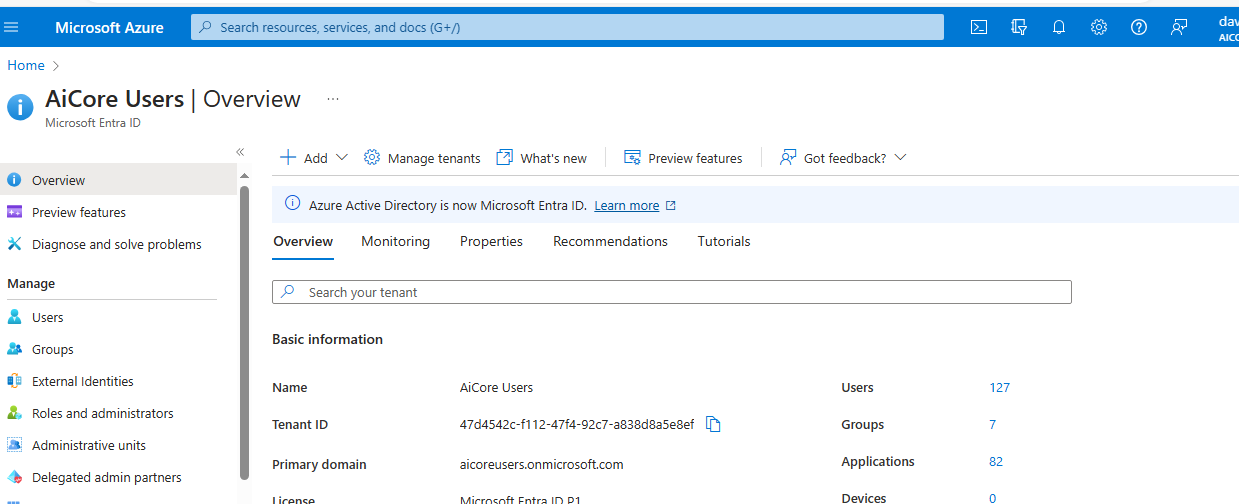 Microsoft Azure
Search resources, services, and docs (G+/)
dav
AICO
Home
AiCore Users | Overview ...
Microsoft Entra ID
Add
Manage tenants
What's new
Preview features
Got feedback?
Overview
Preview features
Diagnose and solve problems
Manage
Users
Groups
External Identities
Roles and administrators
Administrative units
Delegated admin partners
Azure Active Directory is now Microsoft Entra ID. Learn more
Overview Monitoring Properties Recommendations Tutorials
Search your tenant
Basic information
Name AiCore Users Users 127
Tenant ID 47d4542c-f112-47f4-92c7-a838d8a5e8ef Groups 7
Primary domain aicoreusers.onmicrosoft.com Applications 82
License Microsoft Entra ID P1 Devices 0